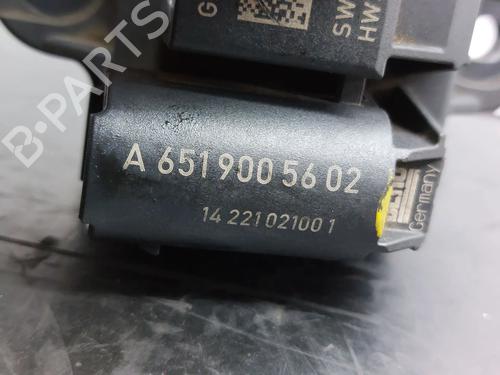 G
SW
HW
B-PARTS
A 651 900 56 02
14 221 021 00 1
Germany